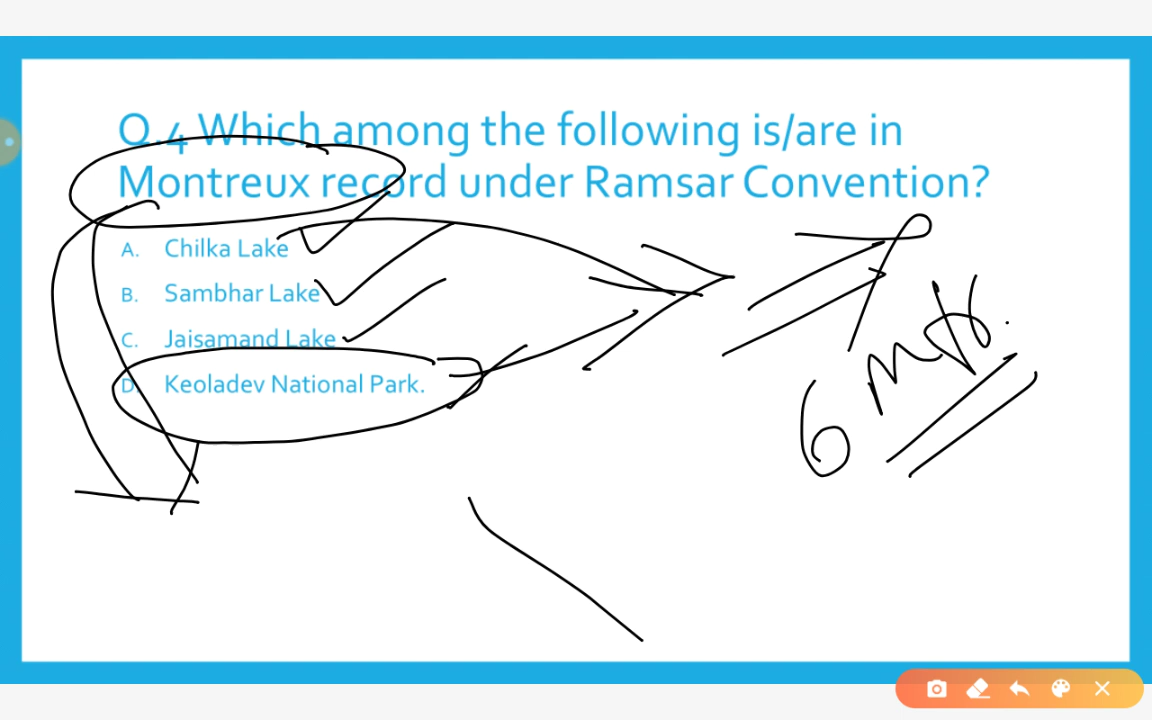 Q.4 Which among the following is/are in
Montreux record under Ramsar Convention?
A. Chilka Lake
B. Sambhar Lake
C. Jaisamand Lake
D. Keoladev National Park.
6